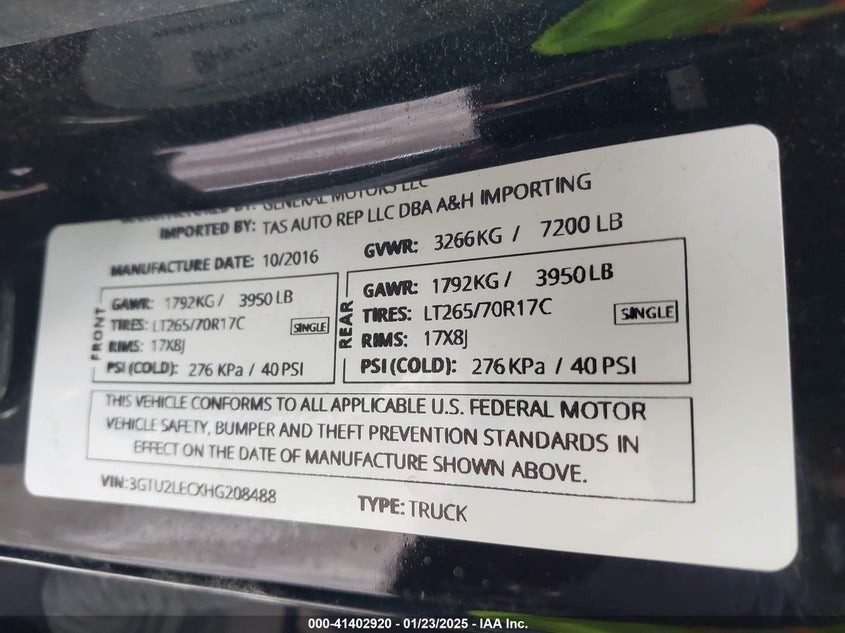 GENERAL MOTORS LLC
IMPORTED BY: TAS AUTO REP LLC DBA A&H IMPORTING
MANUFACTURE DATE: 10/2016
GVWR: 3266KG / 7200 LB
FRONT
GAWR: 1792KG / 3950 LB
TIRES: LT265/70R17C
SINGLE
RIMS: 17X8J
PSI (COLD): 276 KPa / 40 PSI
REAR
GAWR: 1792KG / 3950 LB
TIRES: LT265/70R17C
SINGLE
RIMS: 17X8J
PSI (COLD): 276 KPa / 40 PSI
THIS VEHICLE CONFORMS TO ALL APPLICABLE U.S. FEDERAL MOTOR
VEHICLE SAFETY, BUMPER AND THEFT PREVENTION STANDARDS IN
EFFECT ON THE DATE OF MANUFACTURE SHOWN ABOVE.
VIN: 3GTU2LECXHG208488
TYPE: TRUCK
000-41402920 / 01/23/2025 - IAA Inc.